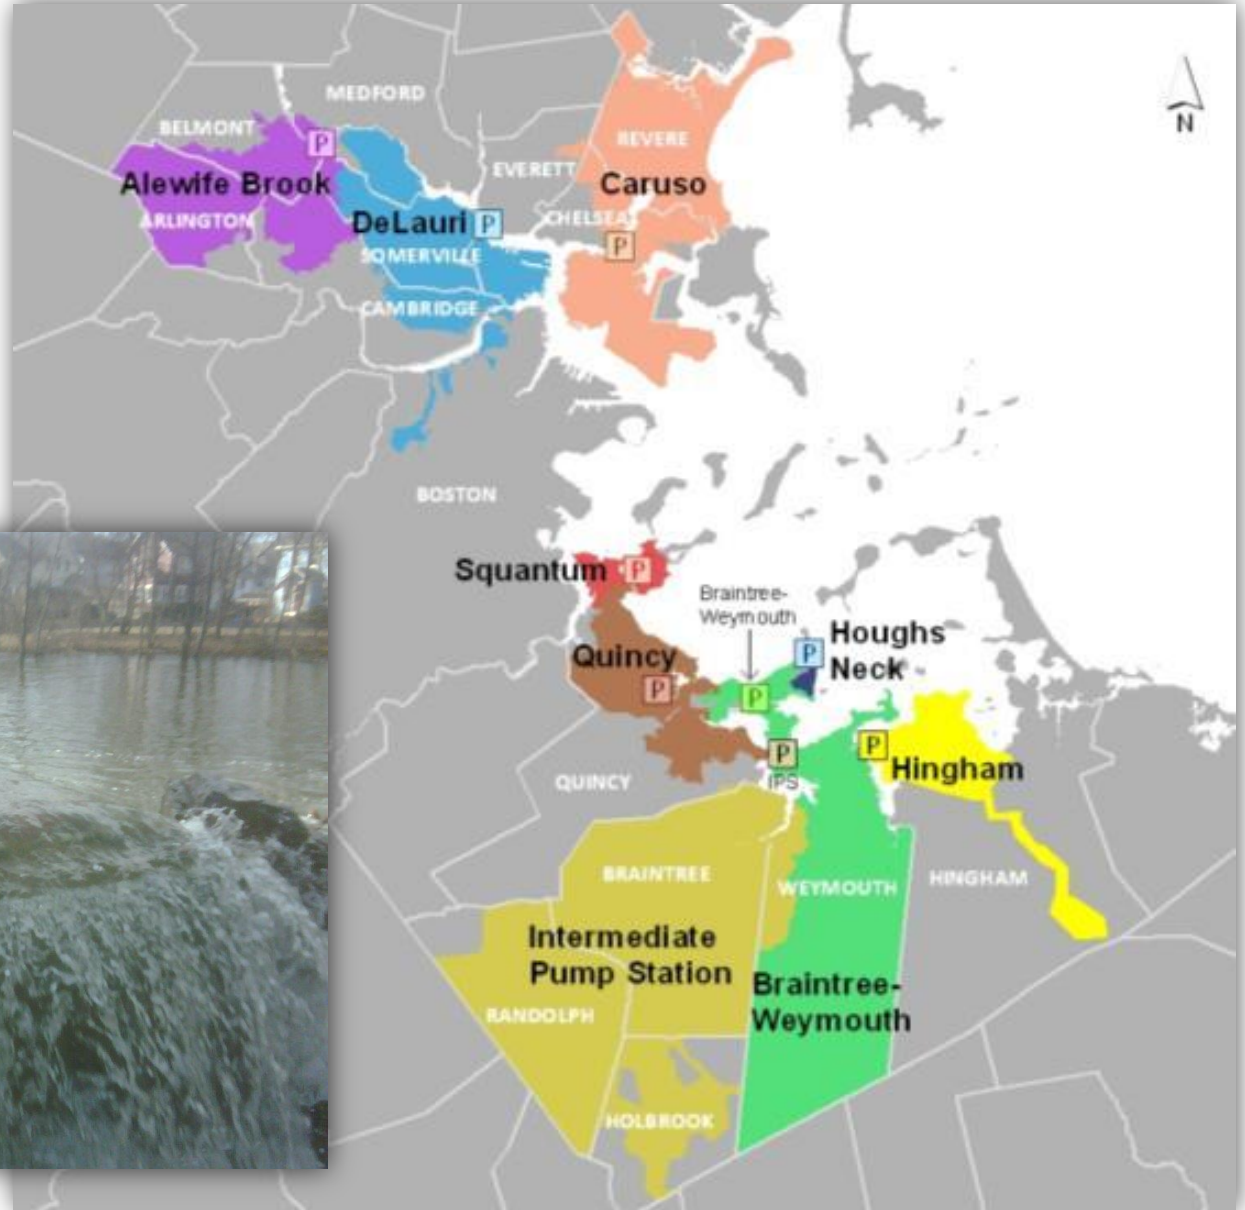 MEDFORD
BELMONT
P
REVERE
EVERETT
Alewife Brook
Caruso
ARLINGTON
DeLauri P
CHELSEA
P
SOMERVILLE
CAMBRIDGE
N
BOSTON
Squantum P
Braintree-
Weymouth
Houghs
Neck
P
Quincy
P
P
P
IPS
P
Hingham
QUINCY
BRAINTREE
WEYMOUTH
HINGHAM
Intermediate
Pump Station
Braintree-
Weymouth
RANDOLPH
HOLBROOK